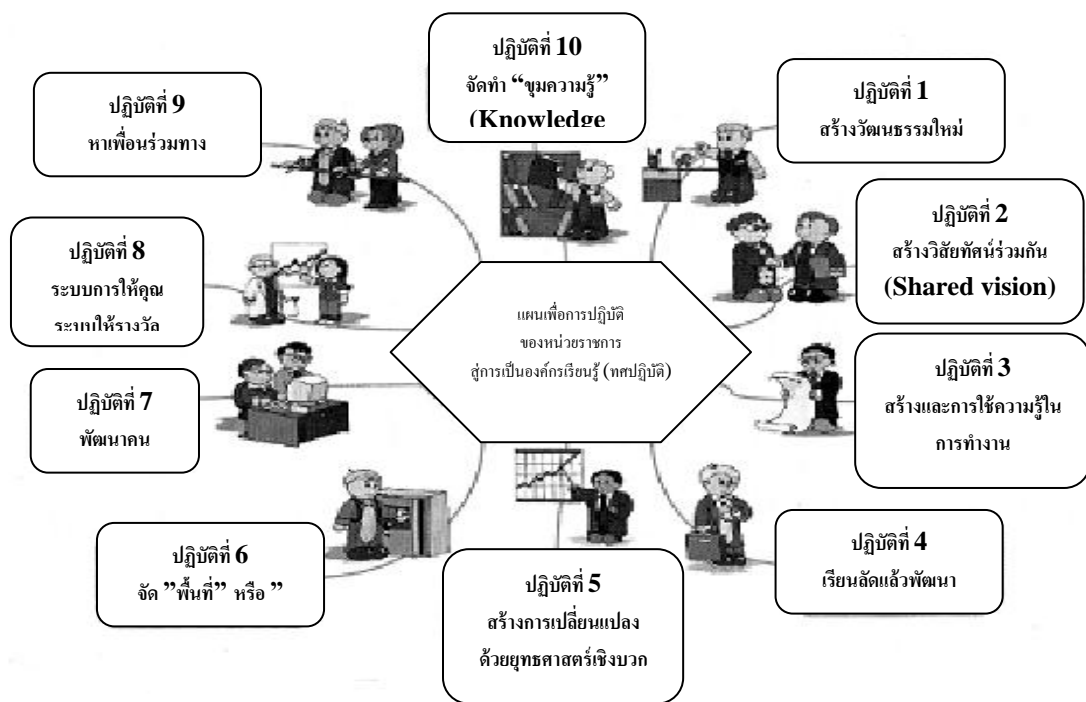 ปฏิบัติที่ 10
จัดทำ “ขุมความรู้”
(Knowledge
ปฏิบัติที่ 1
สร้างวัฒนธรรมใหม่
ปฏิบัติที่ 2
สร้างวิสัยทัศน์ร่วมกัน
(Shared vision)
ปฏิบัติที่ 3
สร้างและการใช้ความรู้ใน
การทำงาน
ปฏิบัติที่ 4
เรียนลัดแล้วพัฒนา
ปฏิบัติที่ 5
สร้างการเปลี่ยนแปลง
ด้วยยุทธศาสตร์เชิงบวก
ปฏิบัติที่ 6
จัด ”พื้นที่” หรือ ”
ปฏิบัติที่ 7
พัฒนาคน
ปฏิบัติที่ 8
ระบบการให้คุณ
ระบบให้รางวัล
ปฏิบัติที่ 9
หาเพื่อนร่วมทาง
แผนเพื่อการปฏิบัติ
ของหน่วยราชการ
สู่การเป็นองค์กรเรียนรู้ (ทศปฏิบัติ)